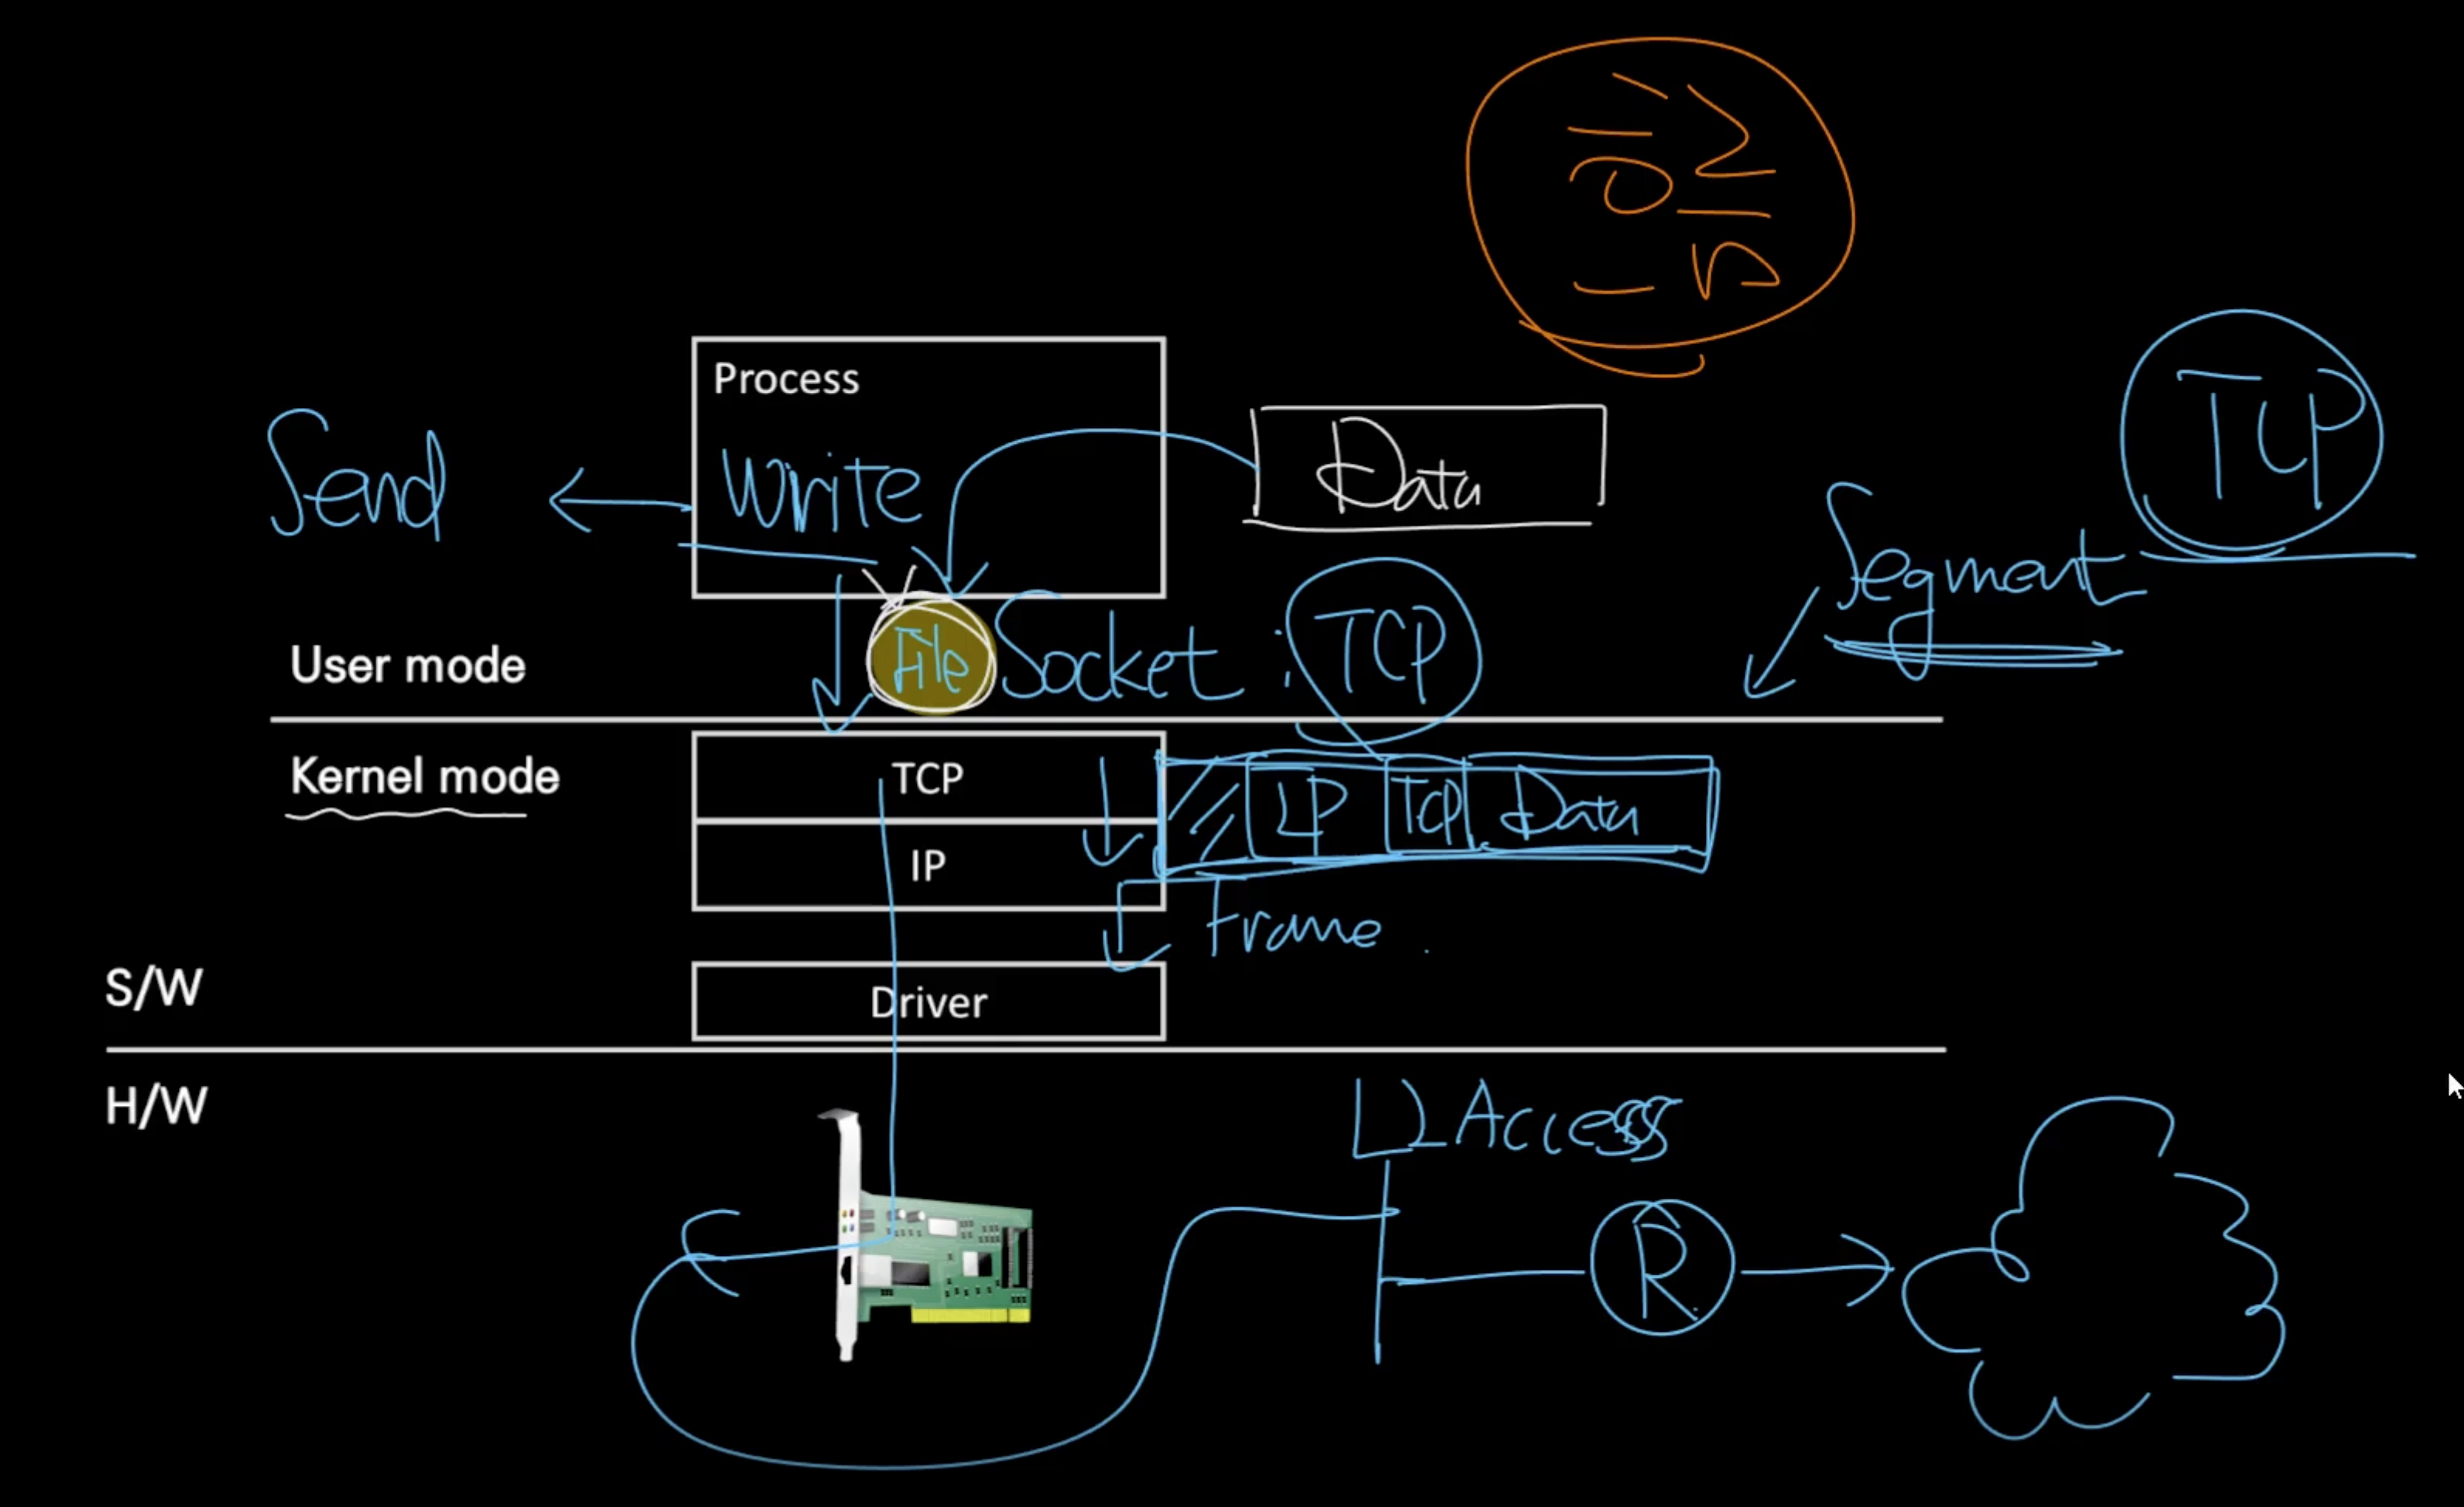 흐름
Process
Send
Write
Data
TCP
Segment
File Socket : TCP
User mode
Kernel mode
TCP
IP TCP Data
IP
Frame
S/W
Driver
H/W
L2 Access
R